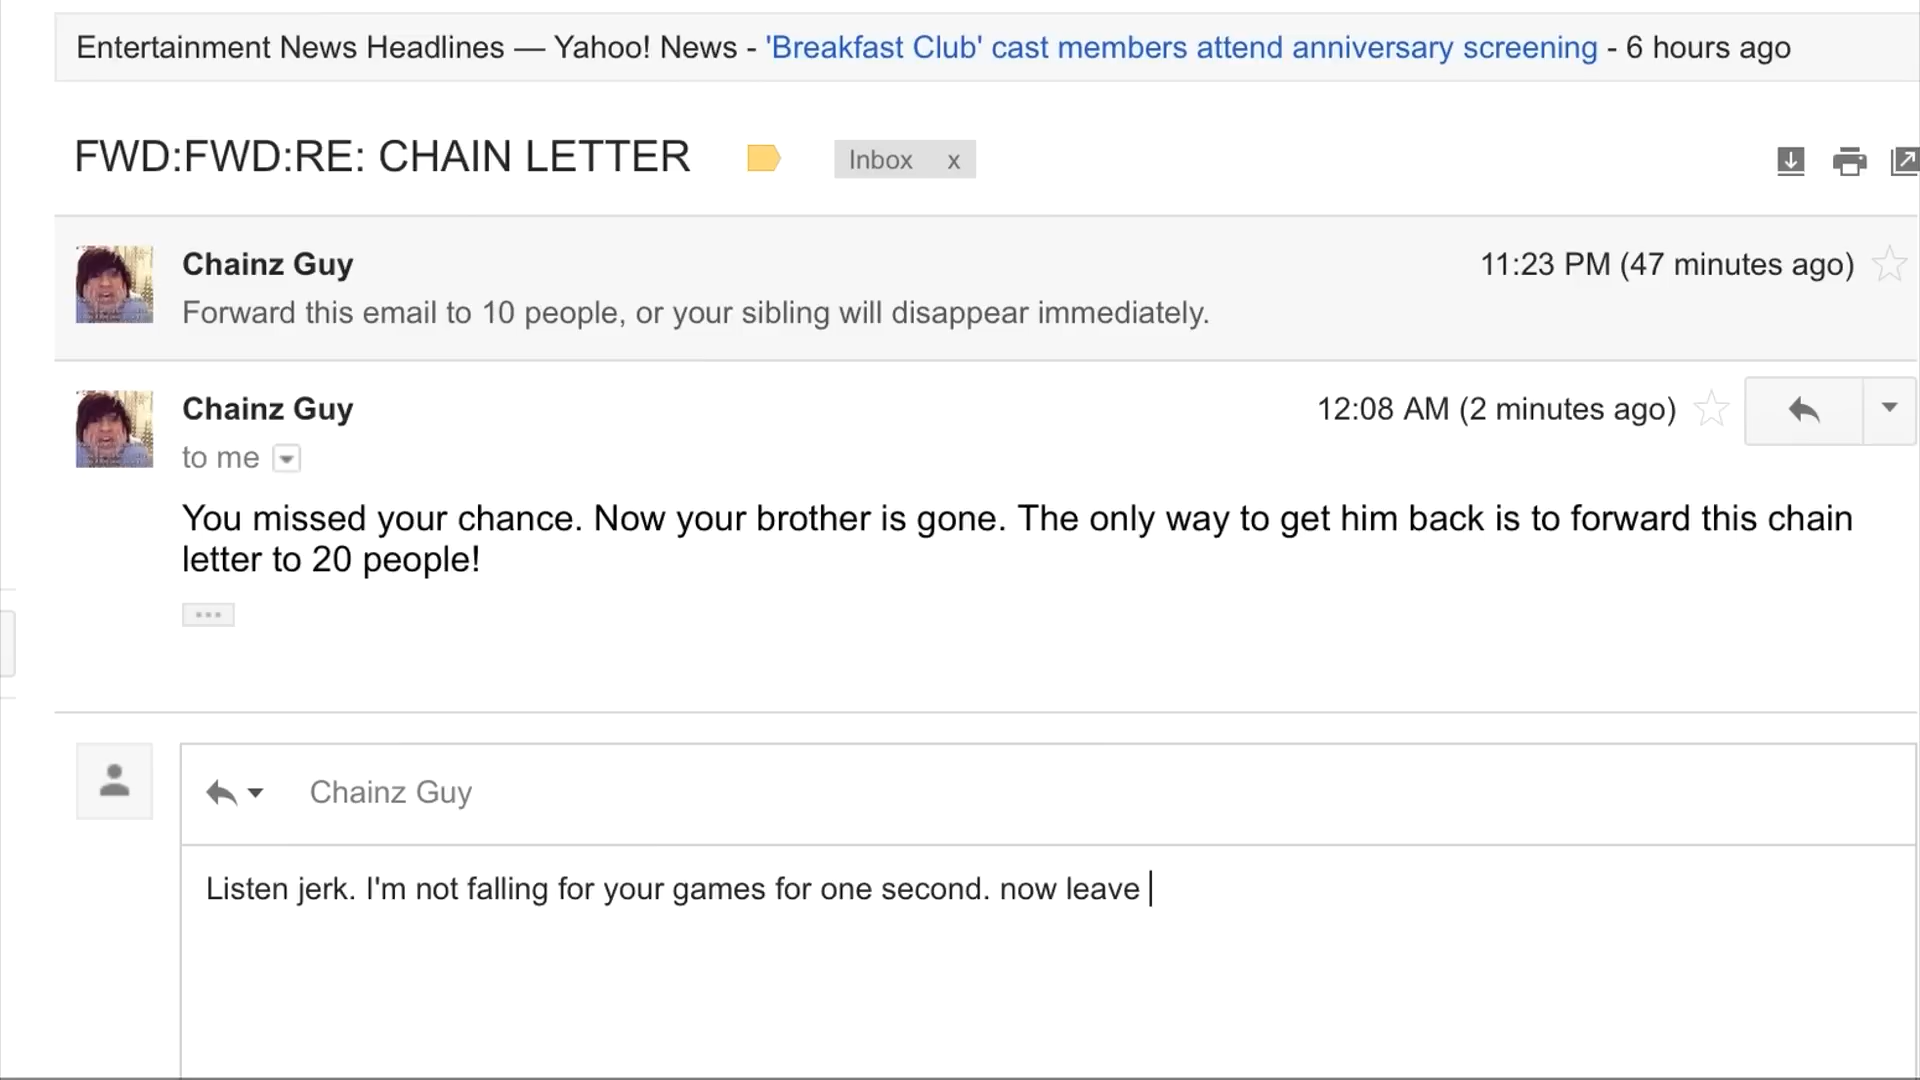 Entertainment News Headlines — Yahoo! News - 'Breakfast Club' cast members attend anniversary screening - 6 hours ago
FWD:FWD:RE: CHAIN LETTER
Inbox x
Chainz Guy
11:23 PM (47 minutes ago)
Forward this email to 10 people, or your sibling will disappear immediately.
Chainz Guy
12:08 AM (2 minutes ago)
to me
You missed your chance. Now your brother is gone. The only way to get him back is to forward this chain
letter to 20 people!
Chainz Guy
Listen jerk. I'm not falling for your games for one second. now leave